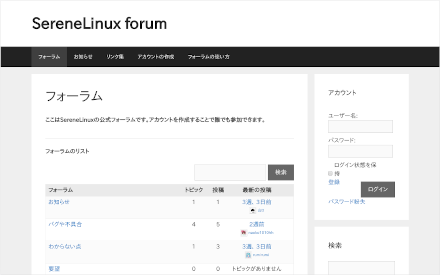 SereneLinux forum
フォーラム お知らせ リンク集 アカウントの作成 フォーラムの使い方
フォーラム
ここはSereneLinuxの公式フォーラムです。アカウントを作成することで誰でも参加できます。
フォーラムのリスト
検索
フォーラム トピック 投稿 最新の投稿
お知らせ 1 1 3週, 3日前
バグや不具合 4 5 2週前
わからない点 1 3 3週, 3日前
要望 0 0 トピックがありません
アカウント
ユーザー名:
パスワード:
ログイン状態を保
持
登録
ログイン
パスワード紛失
検索